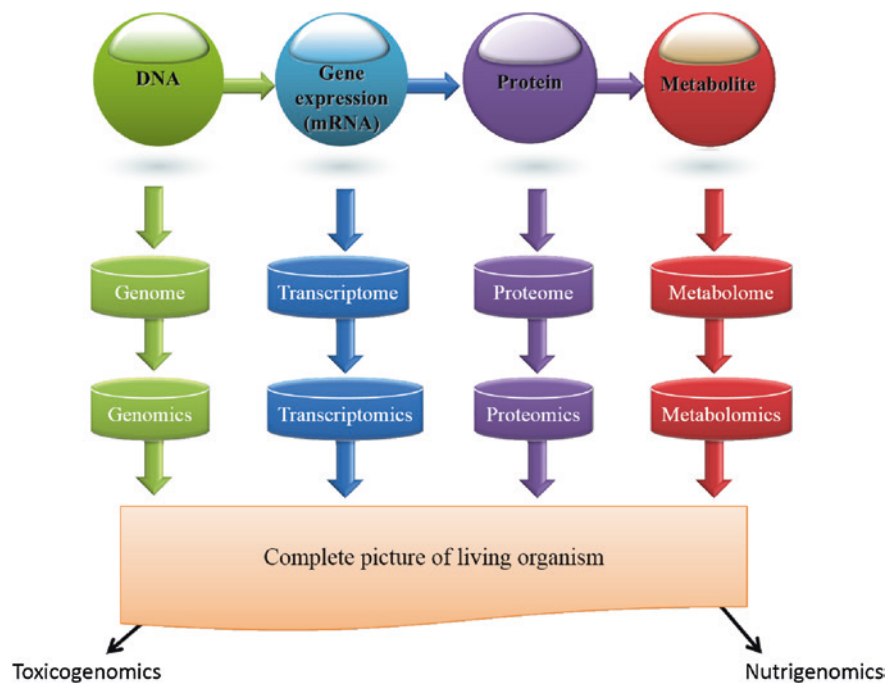 DNA
Gene
expression
(mRNA)
Protein
Metabolite
Genome
Transcriptome
Proteome
Metabolome
Genomics
Transcriptomics
Proteomics
Metabolomics
Complete picture of living organism
Toxicogenomics
Nutrigenomics